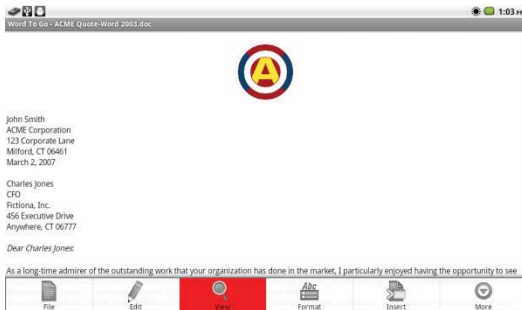 1:03 PM
Word To Go - ACME Quote-Word 2003.doc
A
John Smith
ACME Corporation
123 Corporate Lane
Milford, CT 06461
March 2, 2007
Charles Jones
CFO
Fictiona, Inc.
456 Executive Drive
Anywhere, CT 06777
Dear Charles Jones:
As a long-time admirer of the outstanding work that your organization has done in the market, I particularly enjoyed having the opportunity to see
Abc
File Edit View Format Insert More